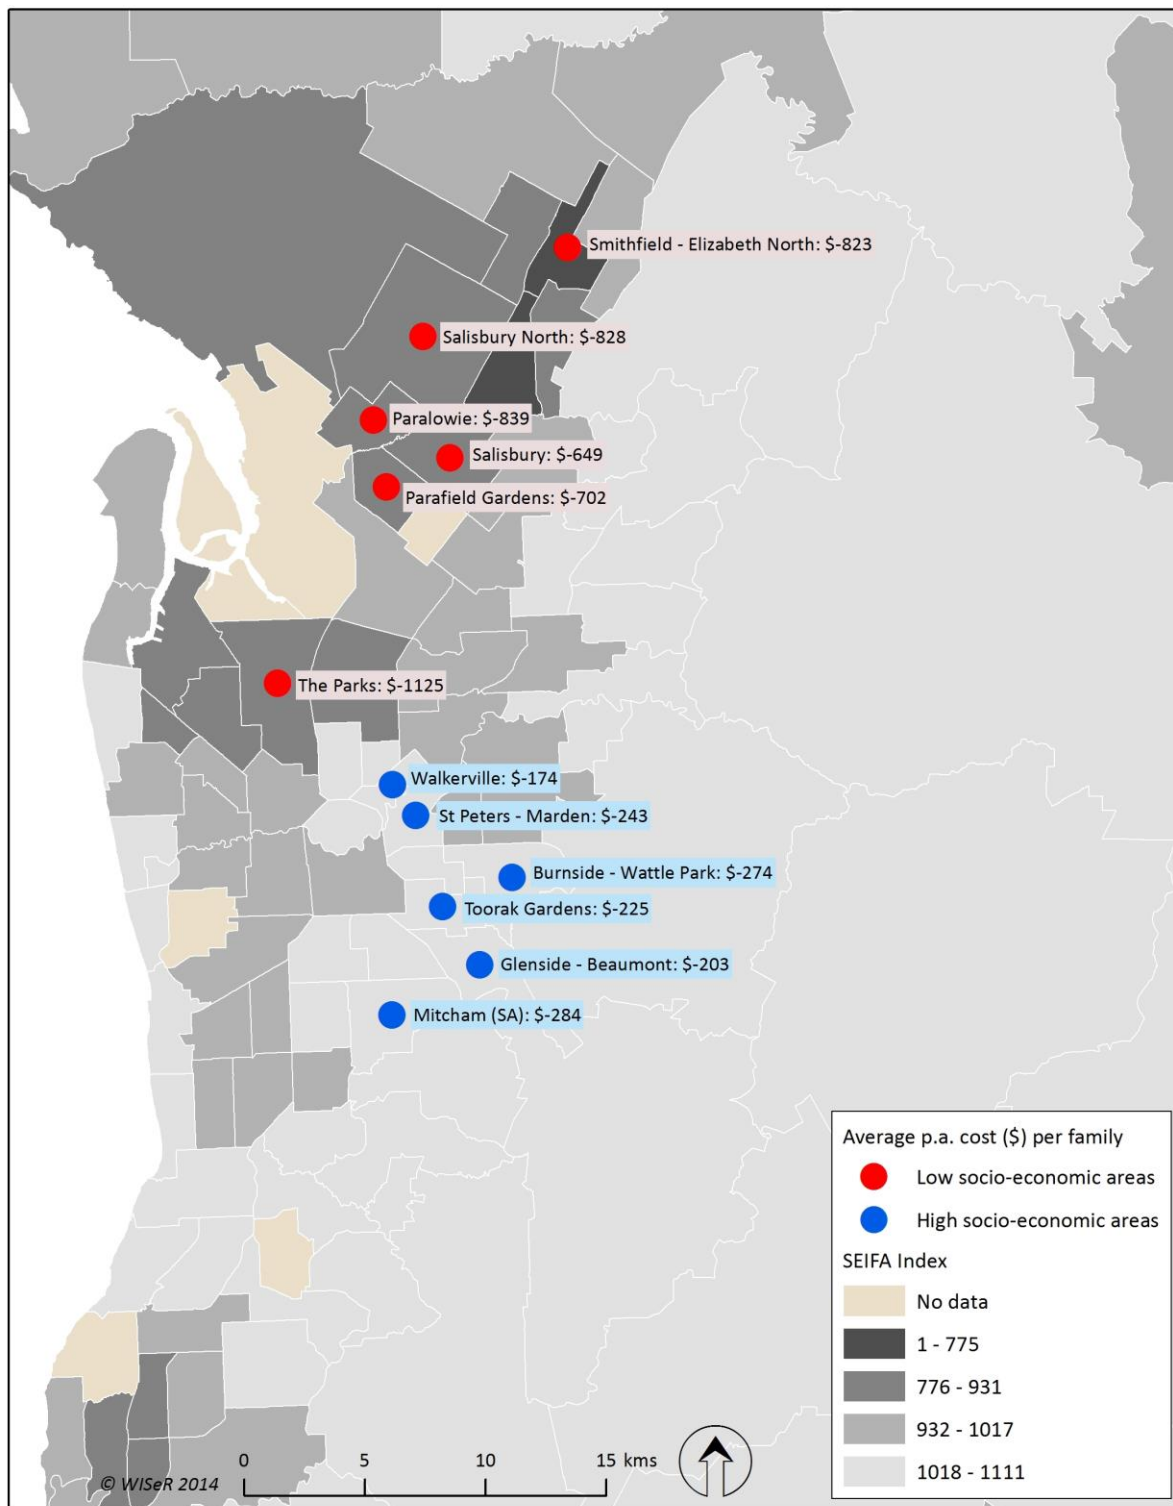 Smithfield - Elizabeth North: $-823
Salisbury North: $-828
Paralowie: $-839
Salisbury: $-649
Parafield Gardens: $-702
The Parks: $-1125
Walkerville: $-174
St Peters - Marden: $-243
Burnside - Wattle Park: $-274
Toorak Gardens: $-225
Glenside - Beaumont: $-203
Mitcham (SA): $-284
Average p.a. cost ($) per family
Low socio-economic areas
High socio-economic areas
SEIFA Index
No data
1 - 775
776 - 931
932 - 1017
1018 - 1111
0 5 10 15 kms
© WISeR 2014